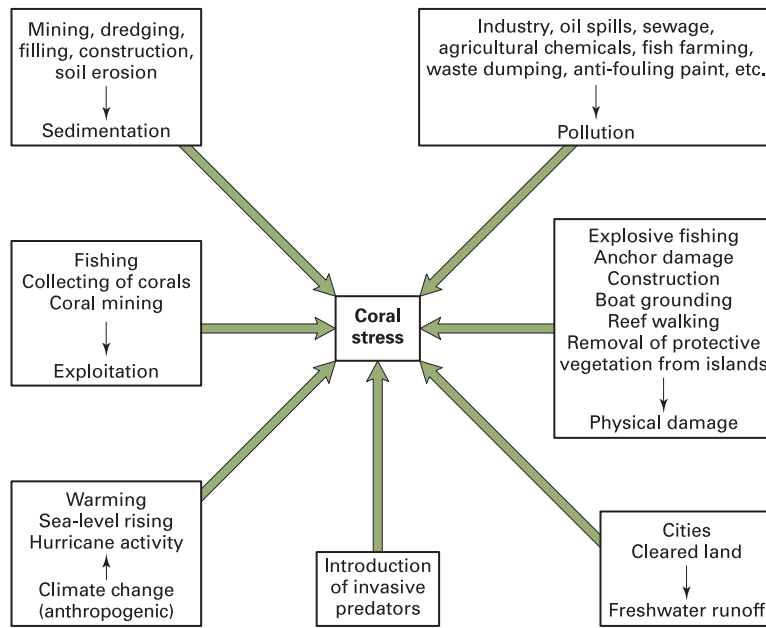 Mining, dredging,
filling, construction,
soil erosion
Sedimentation
Industry, oil spills, sewage,
agricultural chemicals, fish farming,
waste dumping, anti-fouling paint, etc.
Pollution
Fishing
Collecting of corals
Coral mining
Exploitation
Coral
stress
Explosive fishing
Anchor damage
Construction
Boat grounding
Reef walking
Removal of protective
vegetation from islands
Physical damage
Warming
Sea-level rising
Hurricane activity
Climate change
(anthropogenic)
Introduction
of invasive
predators
Cities
Cleared land
Freshwater runoff